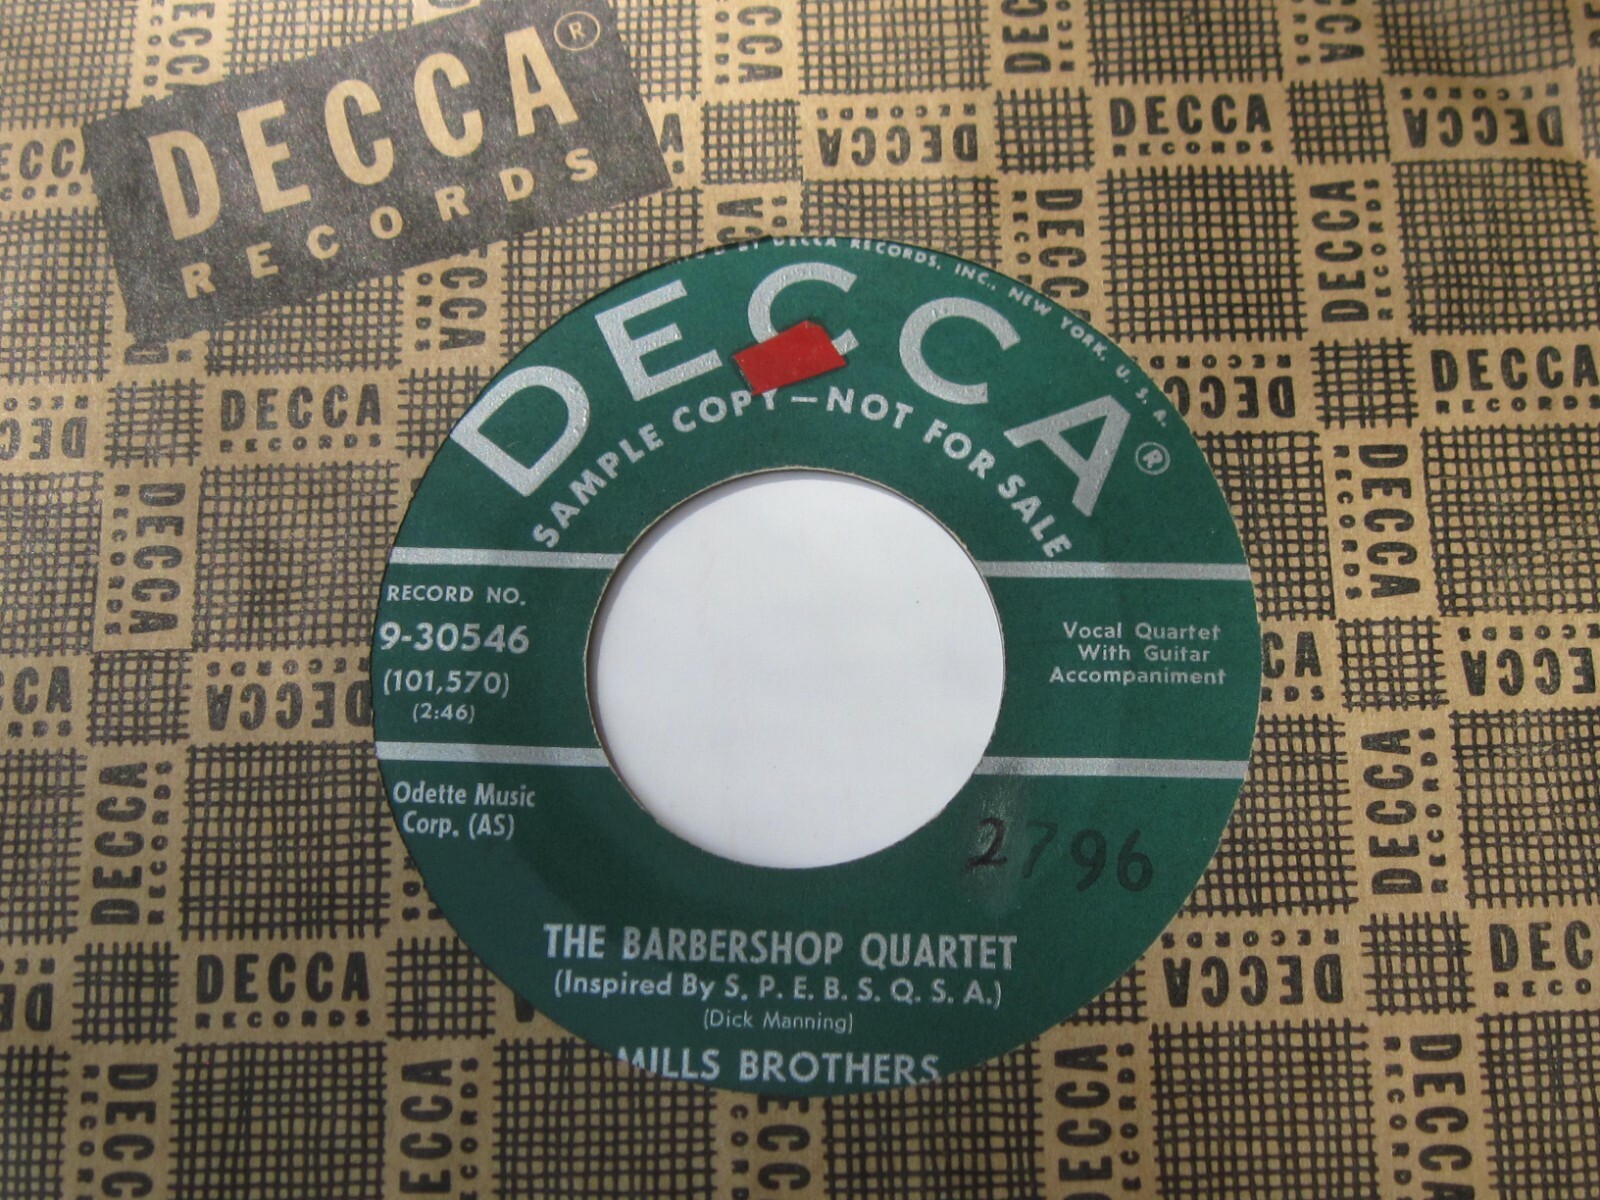 DECCA®
RECORDS
DECCA RECORDS, INC., NEW YORK, U. S. A.
DECCA®
SAMPLE COPY—NOT FOR SALE
RECORD NO.
9-30546
(101,570)
(2:46)
Vocal Quartet
With Guitar
Accompaniment
Odette Music
Corp. (AS)
2796
THE BARBERSHOP QUARTET
(Inspired By S. P. E. B. S. Q. S. A.)
(Dick Manning)
MILLS BROTHERS